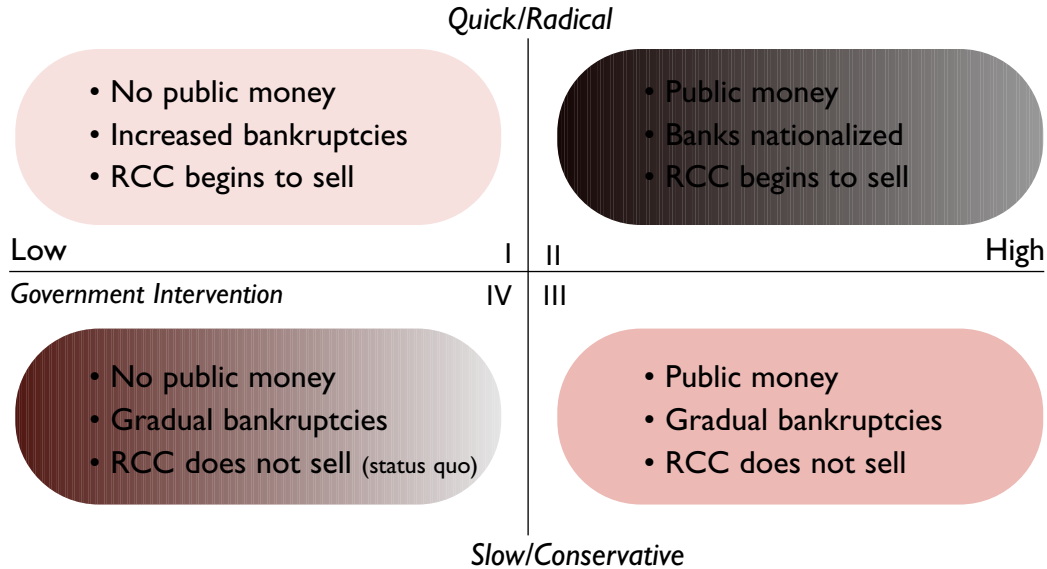 Quick/Radical
• No public money
• Increased bankruptcies
• RCC begins to sell
• Public money
• Banks nationalized
• RCC begins to sell
Low
I
II
High
Government Intervention
IV
III
• No public money
• Gradual bankruptcies
• RCC does not sell (status quo)
• Public money
• Gradual bankruptcies
• RCC does not sell
Slow/Conservative